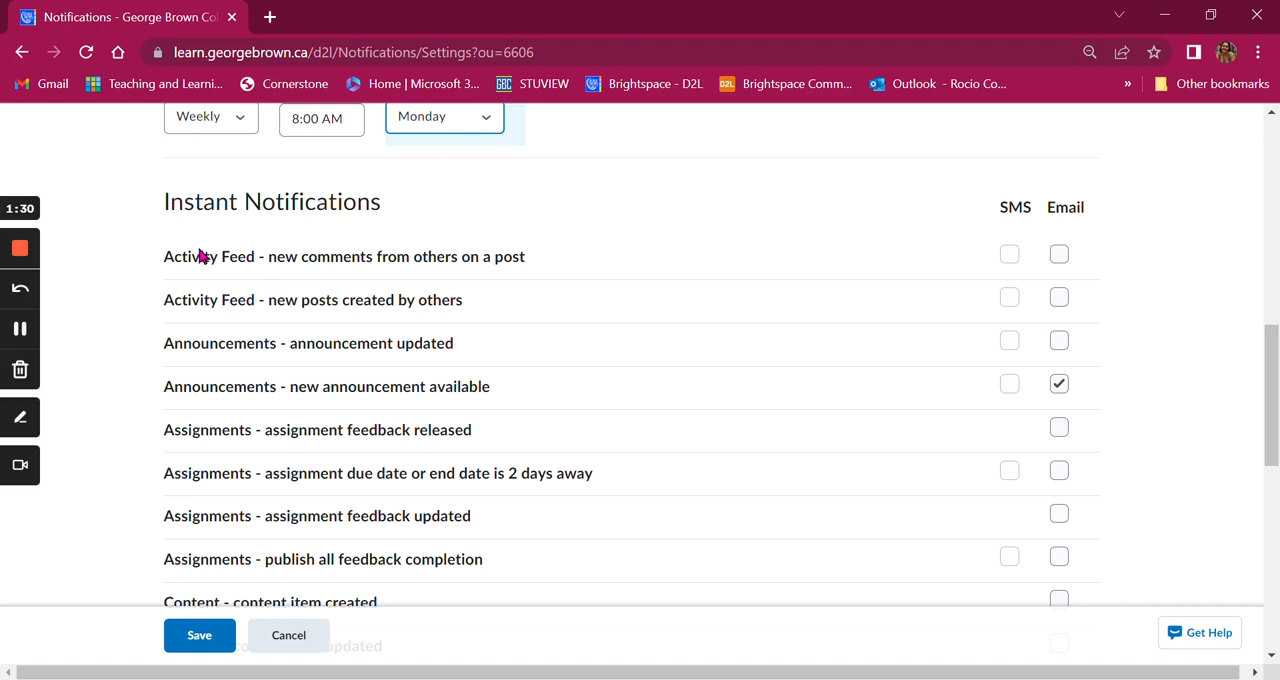 Notifications - George Brown Co
learn.georgebrown.ca/d2l/Notifications/Settings?ou=6606
Gmail Teaching and Learni... Cornerstone Home | Microsoft 3... GBC STUVIEW Brightspace - D2L D2L Brightspace Comm... Outlook - Rocio Co... » Other bookmarks
Weekly 8:00 AM Monday
1:30
Instant Notifications SMS Email
Activity Feed - new comments from others on a post
Activity Feed - new posts created by others
Announcements - announcement updated
Announcements - new announcement available
Assignments - assignment feedback released
Assignments - assignment due date or end date is 2 days away
Assignments - assignment feedback updated
Assignments - publish all feedback completion
Content - content item created
Save Cancel Get Help
updated